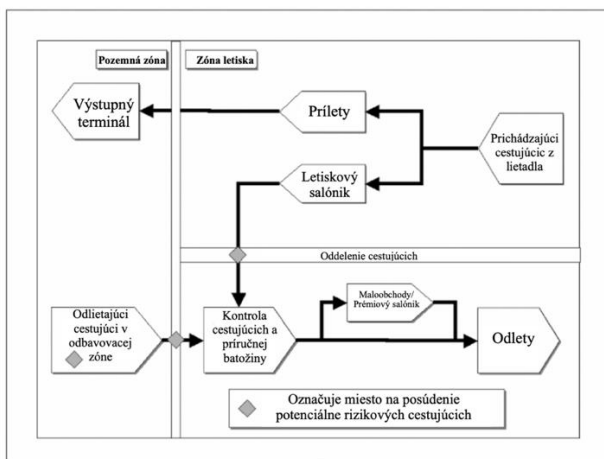 Pozemná zóna
Zóna letiska
Výstupný
terminál
Prílety
Prichádzajúci
cestujúcic z
lietadla
Letiskový
salónik
Oddelenie cestujúcich
Odlietajúci
cestujúci v
odbavovacej
zóne
Kontrola
cestujúcich a
príručnej
batožiny
Maloobchody/
Prémiový salónik
Odlety
Označuje miesto na posúdenie
potenciálne rizikových cestujúcich